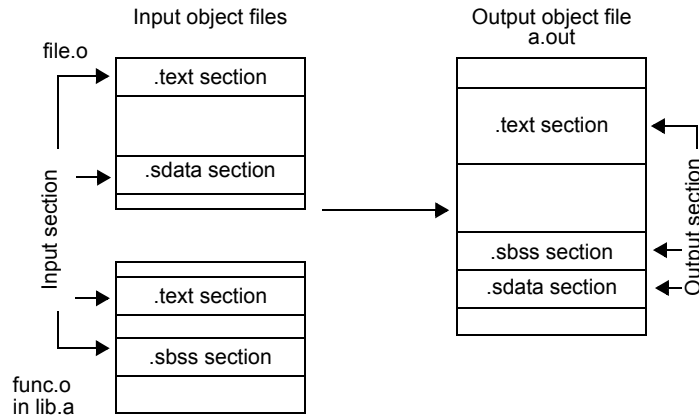 Input object files
Output object file
a.out
file.o
.text section
.sdata section
Input section
.text section
.sbss section
func.o
in lib.a
.text section
.sbss section
.sdata section
Output section